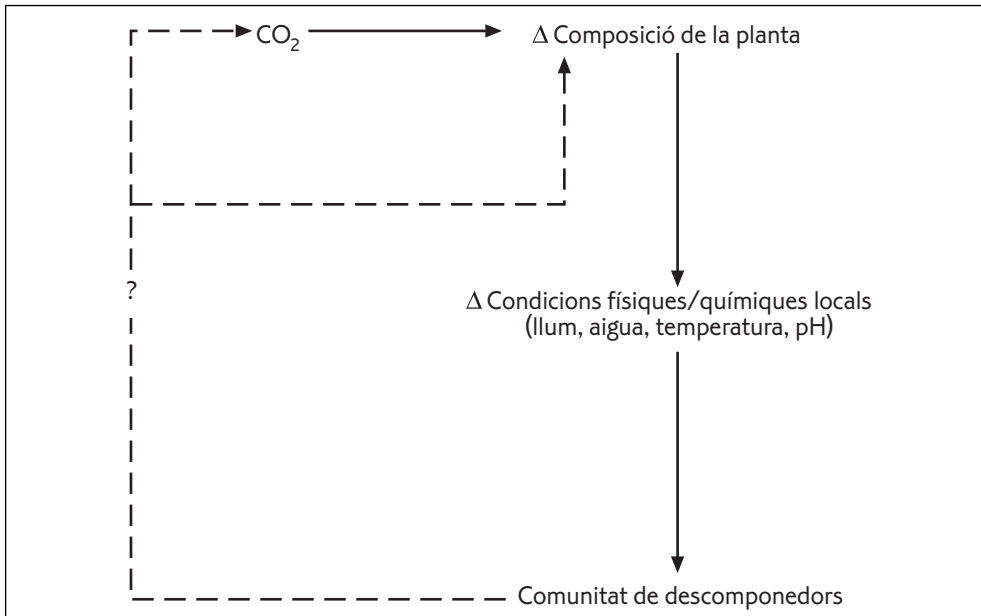 CO₂
Δ Composició de la planta
?
Δ Condicions físiques/químiques locals
(llum, aigua, temperatura, pH)
Comunitat de descomponedors